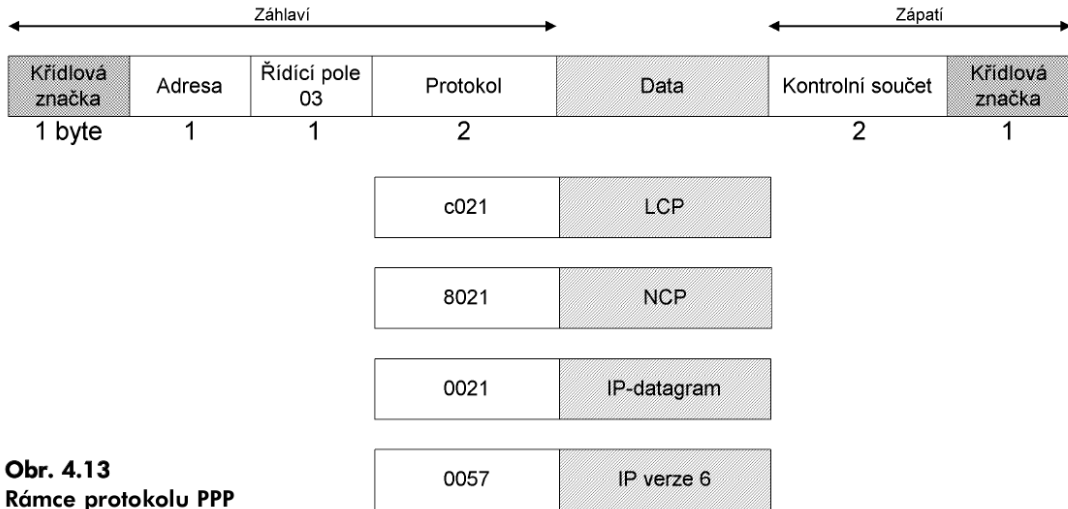 Záhlaví
Zápatí
Křídlová značka
Adresa
Řídící pole 03
Protokol
Data
Kontrolní součet
Křídlová značka
1 byte
1
1
2
2
1
c021
LCP
8021
NCP
0021
IP-datagram
0057
IP verze 6
Obr. 4.13
Rámce protokolu PPP